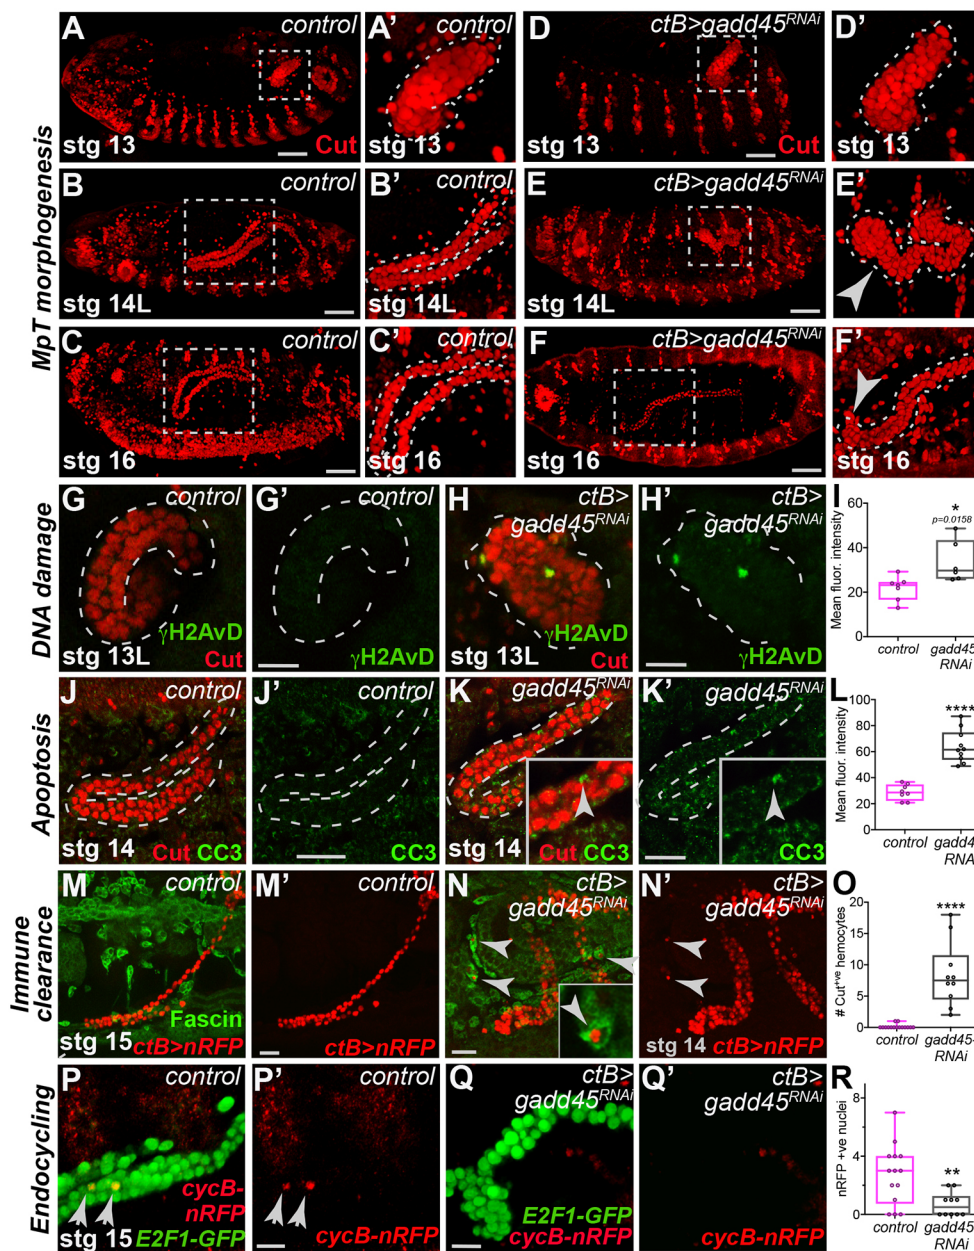 MpT morphogenesis
A
control
stg 13
Cut
A'
control
stg 13
D
ctB>gadd45RNAi
stg 13
D'
stg 13
B
control
stg 14L
B'
control
stg 14L
E
ctB>gadd45RNAi
stg 14L
E'
C
control
stg 16
C'
control
stg 16
F
ctB>gadd45RNAi
stg 16
F'
stg 16
DNA damage
G
control
γH2AvD
stg 13L
Cut
G'
control
γH2AvD
H
ctB>
gadd45RNAi
γH2AvD
stg 13L
Cut
H'
ctB>
gadd45RNAi
γH2AvD
I
Mean fluor. intensity
60
40
20
0
*
p=0.0158
control
gadd45
RNAi
Apoptosis
J
control
stg 14
Cut CC3
J'
control
CC3
K
gadd45RNAi
stg 14
Cut CC3
K'
gadd45RNAi
CC3
L
Mean fluor. intensity
100
80
60
40
20
0
****
control
gadd45
RNAi
Immune
clearance
M
control
Fascin
stg 15
ctB>nRFP
M'
control
N
ctB>
gadd45RNAi
N'
ctB>
gadd45RNAi
stg 14
ctB>nRFP
O
# Cut+ve hemocytes
20
15
10
5
0
****
control
gadd45-
RNAi
Endocycling
P
control
cycB-
nRFP
stg 15
E2F1-GFP
P'
control
cycB-nRFP
Q
ctB>
gadd45RNAi
E2F1-GFP
cycB-nRFP
Q'
ctB>
gadd45RNAi
cycB-nRFP
R
nRFP +ve nuclei
8
4
0
**
control
gadd45-
RNAi